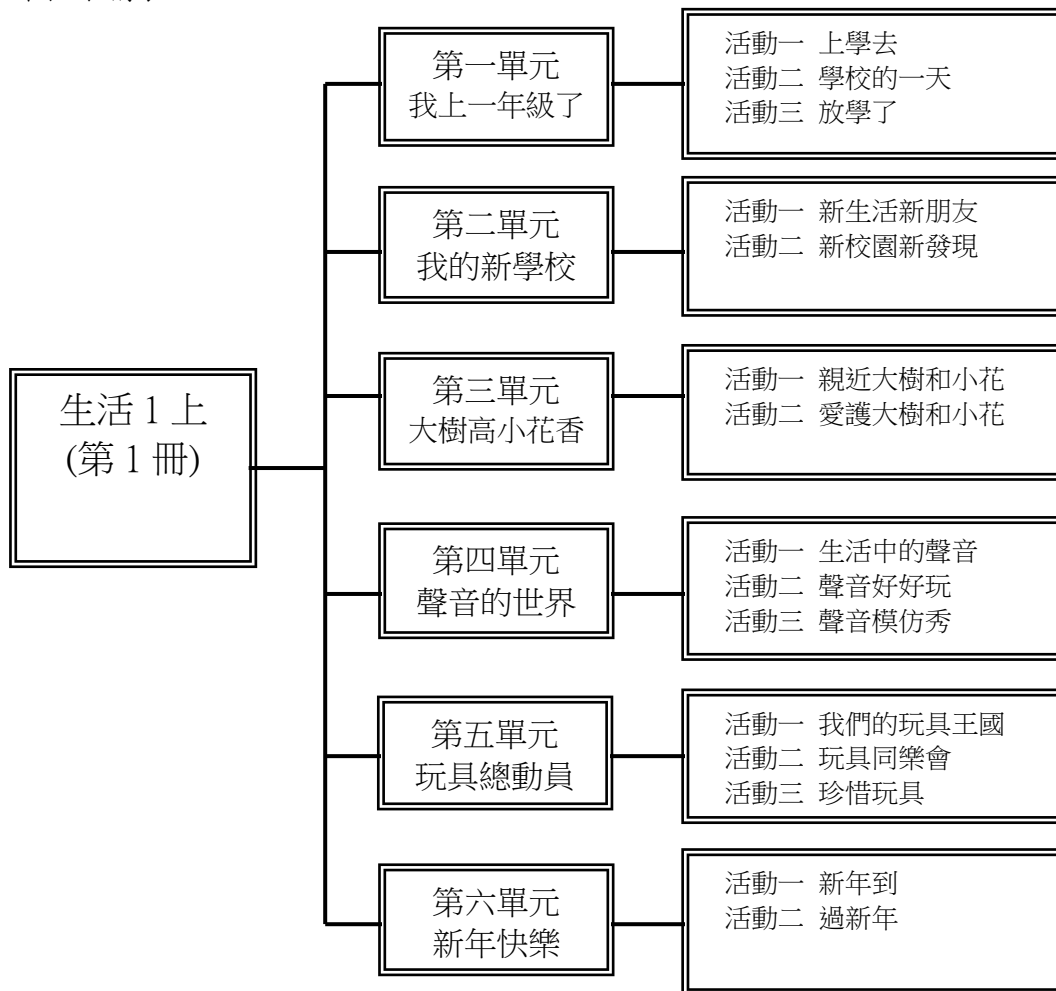 生活 1 上
(第 1 冊)
第一單元
我上一年級了
活動一 上學去
活動二 學校的一天
活動三 放學了
第二單元
我的新學校
活動一 新生活新朋友
活動二 新校園新發現
第三單元
大樹高小花香
活動一 親近大樹和小花
活動二 愛護大樹和小花
第四單元
聲音的世界
活動一 生活中的聲音
活動二 聲音好好玩
活動三 聲音模仿秀
第五單元
玩具總動員
活動一 我們的玩具王國
活動二 玩具同樂會
活動三 珍惜玩具
第六單元
新年快樂
活動一 新年到
活動二 過新年